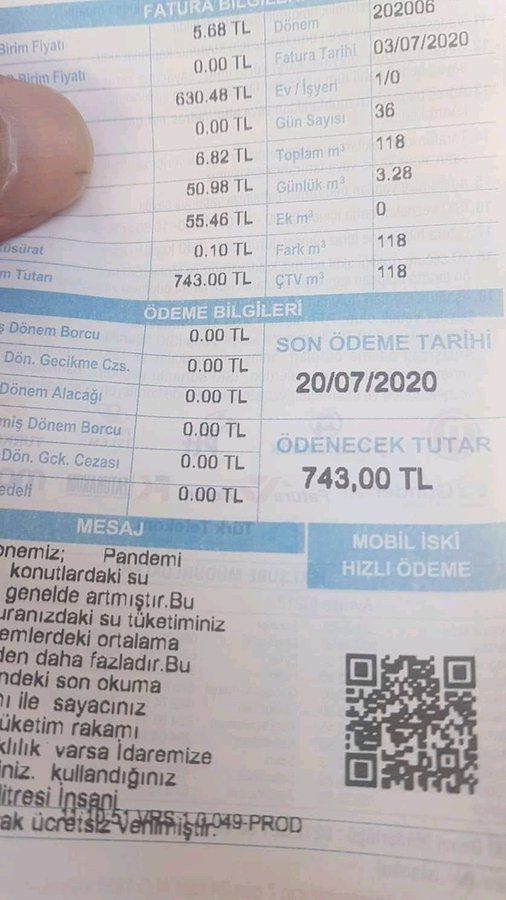 FATURA BİLGİLERİ
Birim Fiyatı 5.68 TL Dönem 202006
Birim Fiyatı 0.00 TL Fatura Tarihi 03/07/2020
630.48 TL Ev / İşyeri 1/0
0.00 TL Gün Sayısı 36
6.82 TL Toplam m³ 118
50.98 TL Günlük m³ 3.28
55.46 TL Ek m³ 0
üsürat 0.10 TL Fark m³ 118
m Tutarı 743.00 TL ÇTV m³ 118
ÖDEME BİLGİLERİ
ş Dönem Borcu 0.00 TL
Dön. Gecikme Czs. 0.00 TL
Dönem Alacağı 0.00 TL
miş Dönem Borcu 0.00 TL
Dön. Gck. Cezası 0.00 TL
edeli 0.00 TL
SON ÖDEME TARİHİ
20/07/2020
ÖDENECEK TUTAR
743,00 TL
MESAJ
önemiz; Pandemi
konutlardaki su
genelde artmıştır.Bu
uranızdaki su tüketiminiz
emlerdeki ortalama
den daha fazladır.Bu
ndeki son okuma
ı ile sayacınız
üketim rakamı
klılık varsa İdaremize
iniz. kullandığınız
litresi İnsani
ak ücretsiz verilmiştir.
11:10:51 VRS 1.0.049-PROD
MOBİL İSKİ
HIZLI ÖDEME